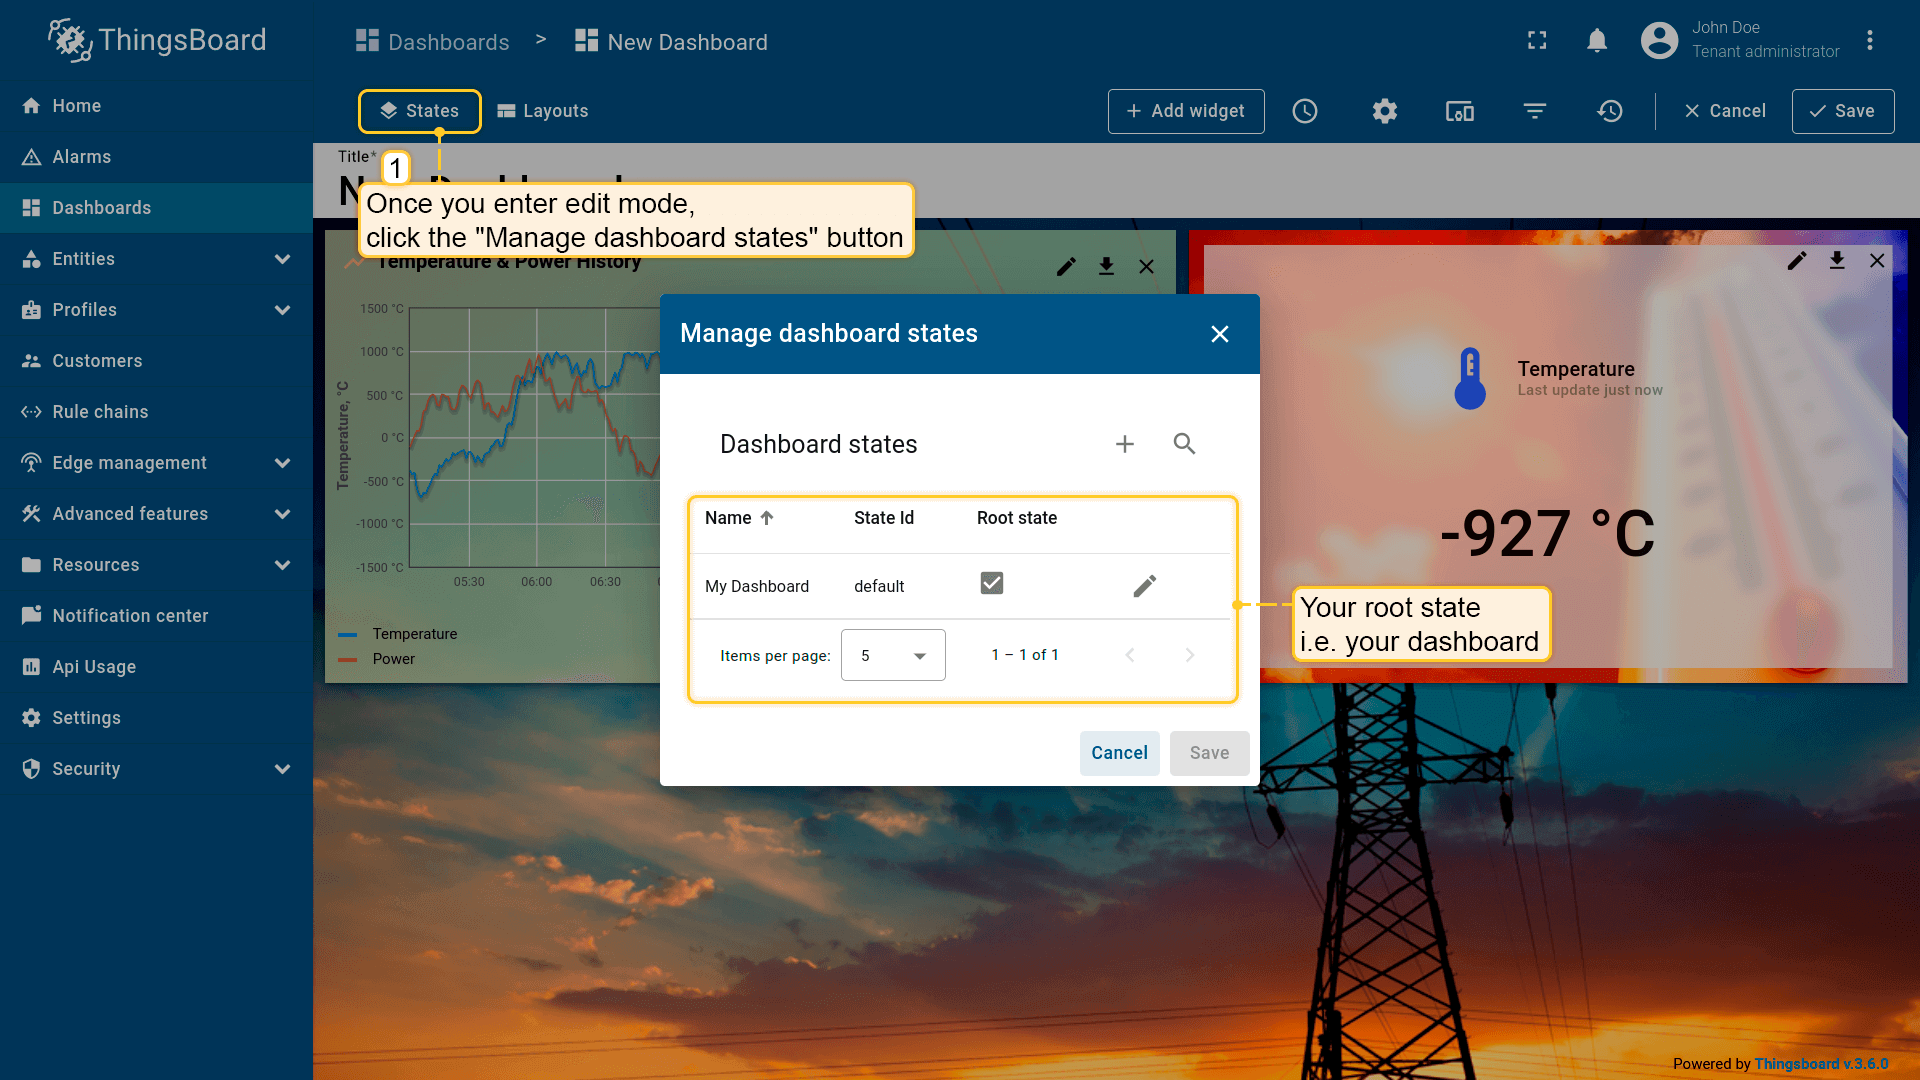 ThingsBoard
Dashboards > New Dashboard
John Doe
Tenant administrator
Home
Alarms
Dashboards
Entities
Profiles
Customers
Rule chains
Edge management
Advanced features
Resources
Notification center
Api Usage
Settings
Security
States
Layouts
+ Add widget
Cancel
Save
Title*
1
Once you enter edit mode,
click the "Manage dashboard states" button
Temperature & Power History
1500 °C
1000 °C
500 °C
0 °C
-500 °C
-1000 °C
-1500 °C
Temperature, °C
05:30 06:00 06:30
Temperature
Power
Manage dashboard states
Dashboard states
Name State Id Root state
My Dashboard default
Items per page: 5 1 – 1 of 1
Cancel Save
Temperature
Last update just now
-927 °C
Your root state
i.e. your dashboard
Powered by Thingsboard v.3.6.0